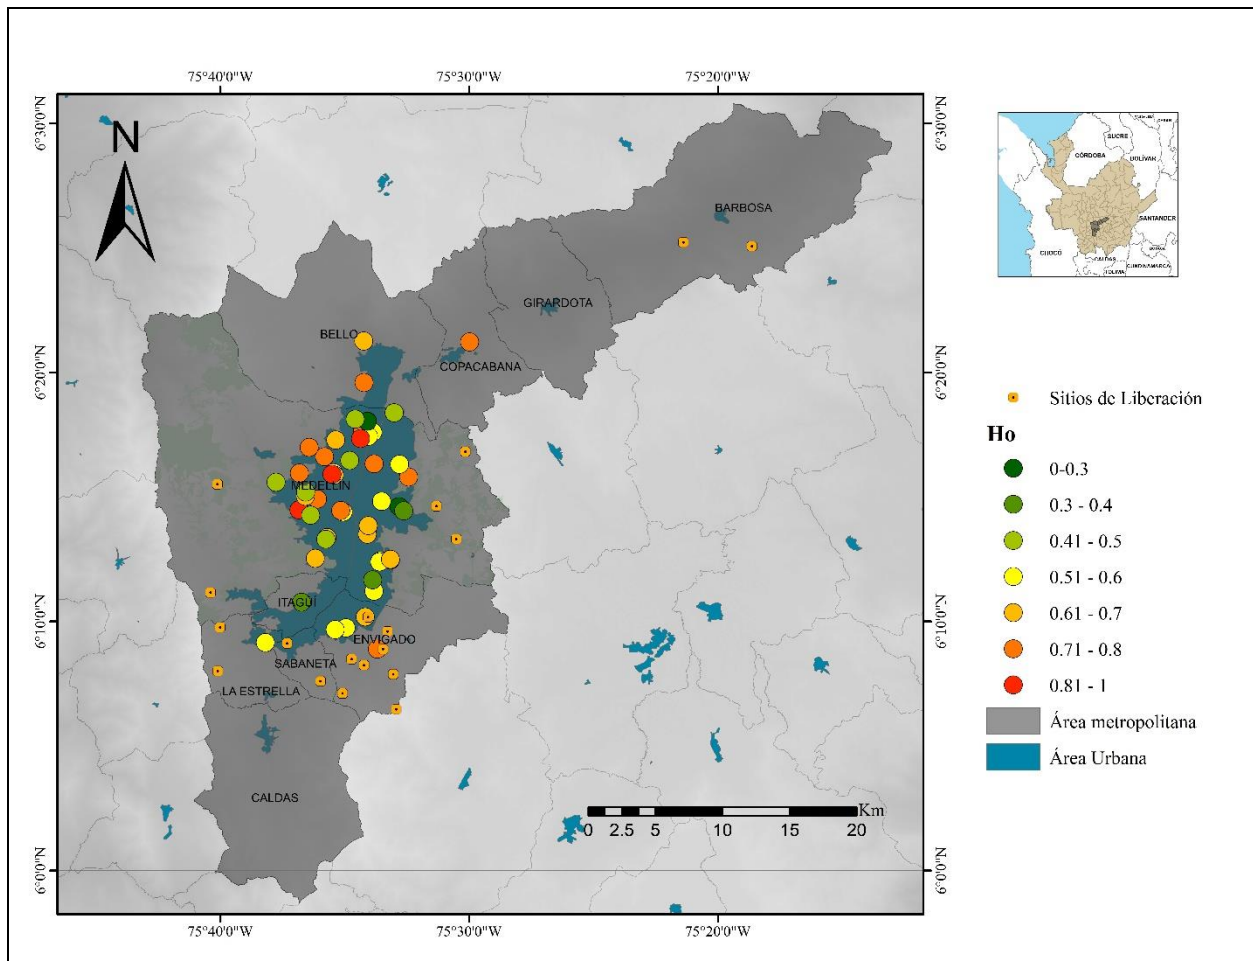 75°40'0"W 75°30'0"W 75°20'0"W
6°30'0"N
6°30'0"N
N
SUCRE
CÓRDOBA
BOLÍVAR
SANTANDER
CHOCÓ
CALDAS
CUNDINAMARCA
TOLIMA
BARBOSA
GIRARDOTA
BELLO
COPACABANA
6°20'0"N
6°20'0"N
MEDELLÍN
ITAGÜÍ
6°10'0"N
6°10'0"N
ENVIGADO
SABANETA
LA ESTRELLA
CALDAS
Sitios de Liberación
Ho
0-0.3
0.3 - 0.4
0.41 - 0.5
0.51 - 0.6
0.61 - 0.7
0.71 - 0.8
0.81 - 1
Área metropolitana
Área Urbana
Km
0 2.5 5 10 15 20
6°0'0"N
6°0'0"N
75°40'0"W 75°30'0"W 75°20'0"W